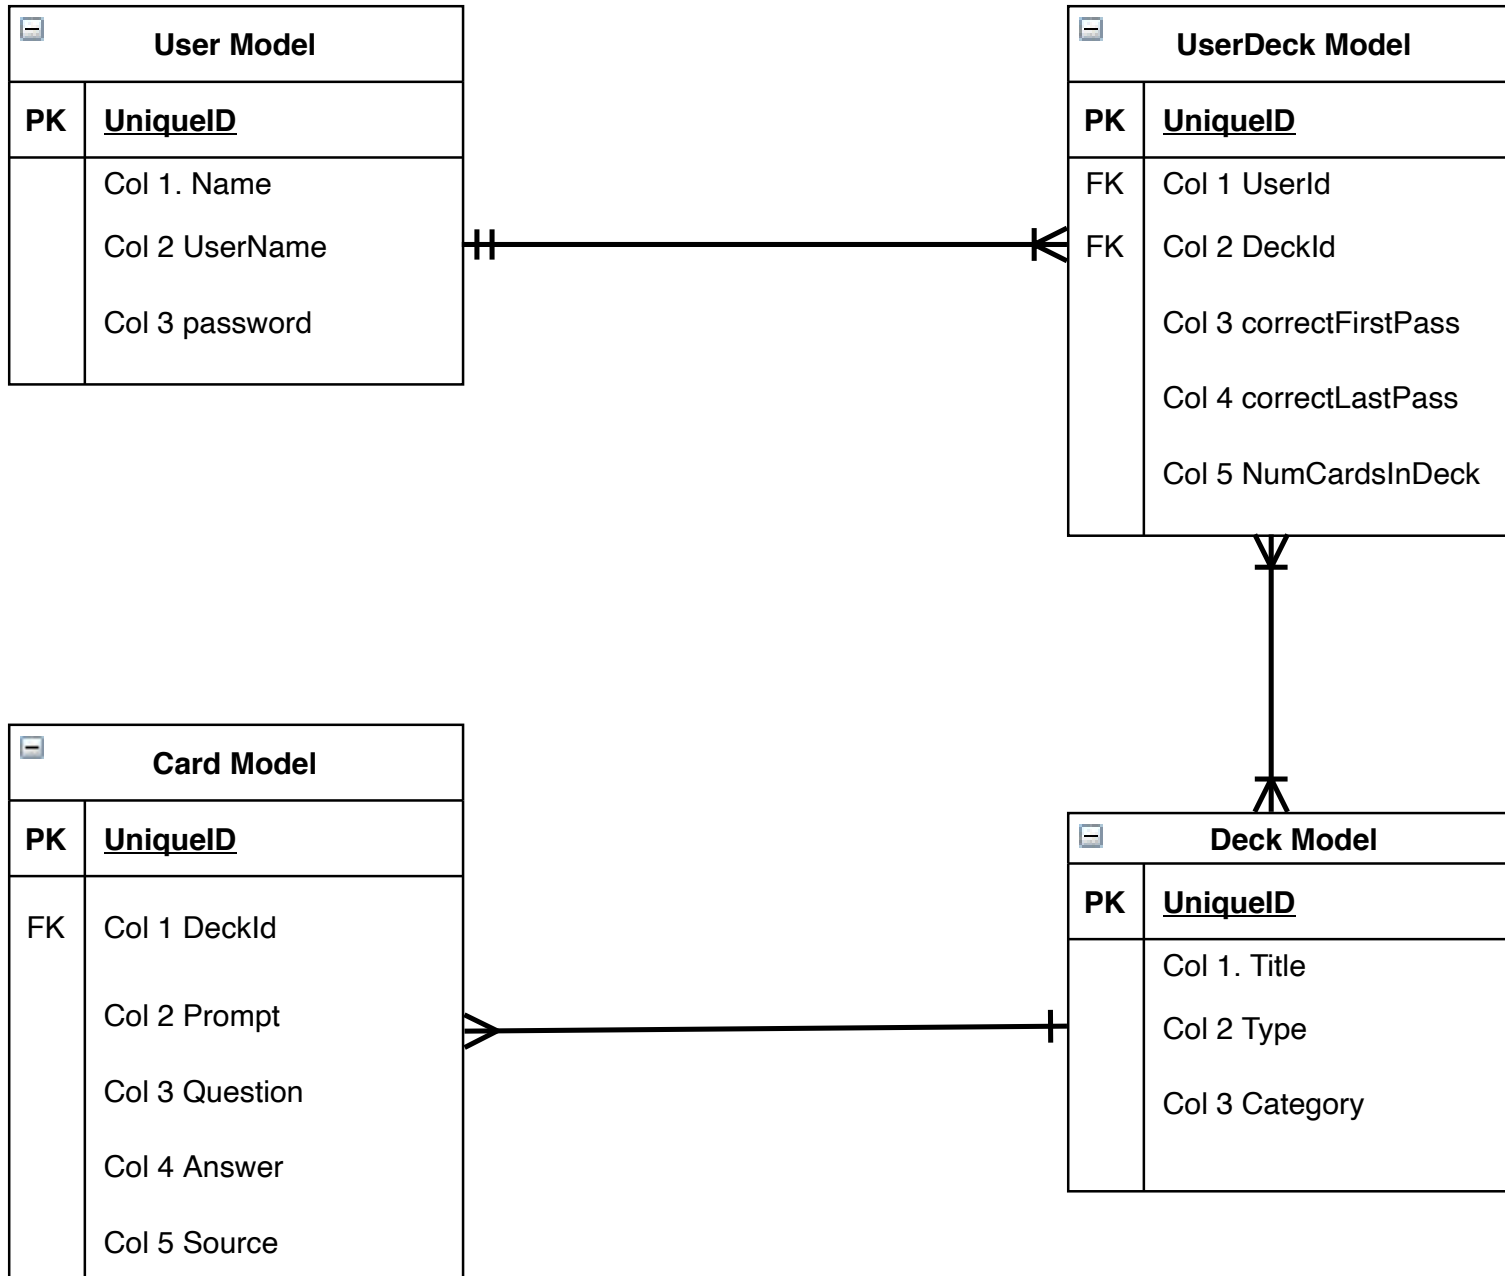 User Model
PK UniqueID
Col 1. Name
Col 2 UserName
Col 3 password
UserDeck Model
PK UniqueID
FK Col 1 UserId
FK Col 2 DeckId
Col 3 correctFirstPass
Col 4 correctLastPass
Col 5 NumCardsInDeck
Card Model
PK UniqueID
FK Col 1 DeckId
Col 2 Prompt
Col 3 Question
Col 4 Answer
Col 5 Source
Deck Model
PK UniqueID
Col 1. Title
Col 2 Type
Col 3 Category